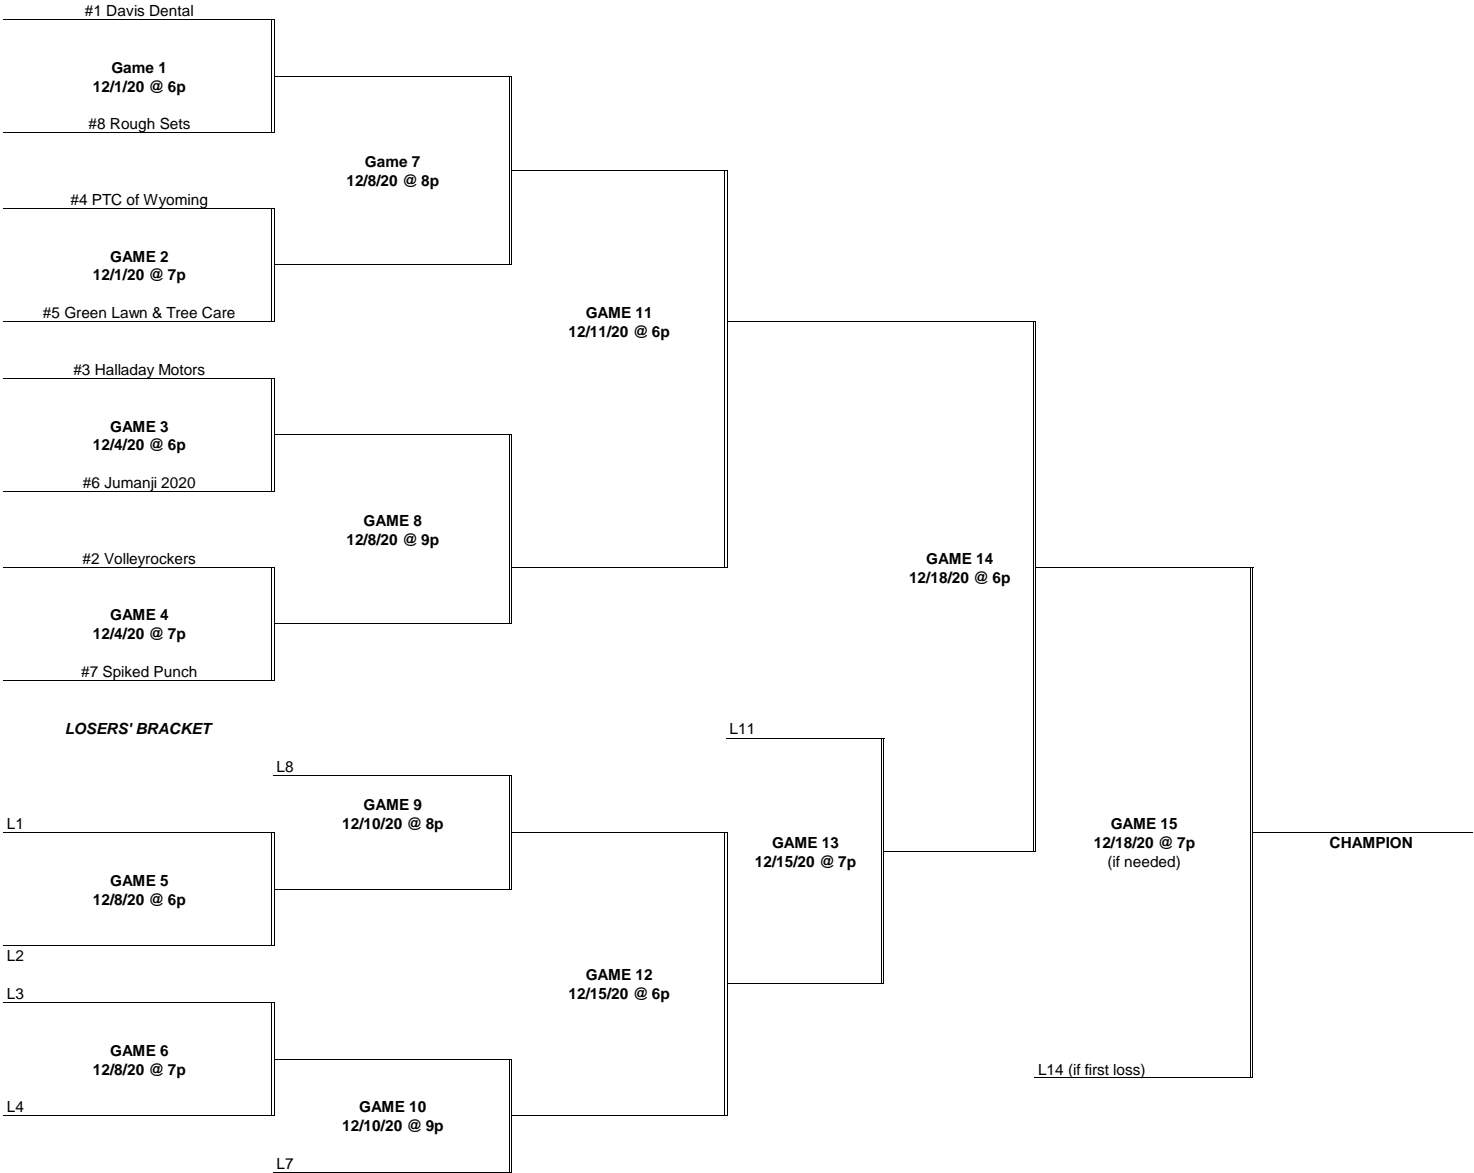 #1 Davis Dental
Game 1
12/1/20 @ 6p
#8 Rough Sets
Game 7
12/8/20 @ 8p
#4 PTC of Wyoming
GAME 2
12/1/20 @ 7p
#5 Green Lawn & Tree Care
GAME 11
12/11/20 @ 6p
#3 Halladay Motors
GAME 3
12/4/20 @ 6p
#6 Jumanji 2020
GAME 8
12/8/20 @ 9p
#2 Volleyrockers
GAME 4
12/4/20 @ 7p
#7 Spiked Punch
GAME 14
12/18/20 @ 6p
LOSERS' BRACKET
L11
L8
GAME 9
12/10/20 @ 8p
L1
GAME 5
12/8/20 @ 6p
L2
GAME 13
12/15/20 @ 7p
GAME 15
12/18/20 @ 7p
(if needed)
CHAMPION
GAME 12
12/15/20 @ 6p
L3
GAME 6
12/8/20 @ 7p
L4
GAME 10
12/10/20 @ 9p
L7
L14 (if first loss)